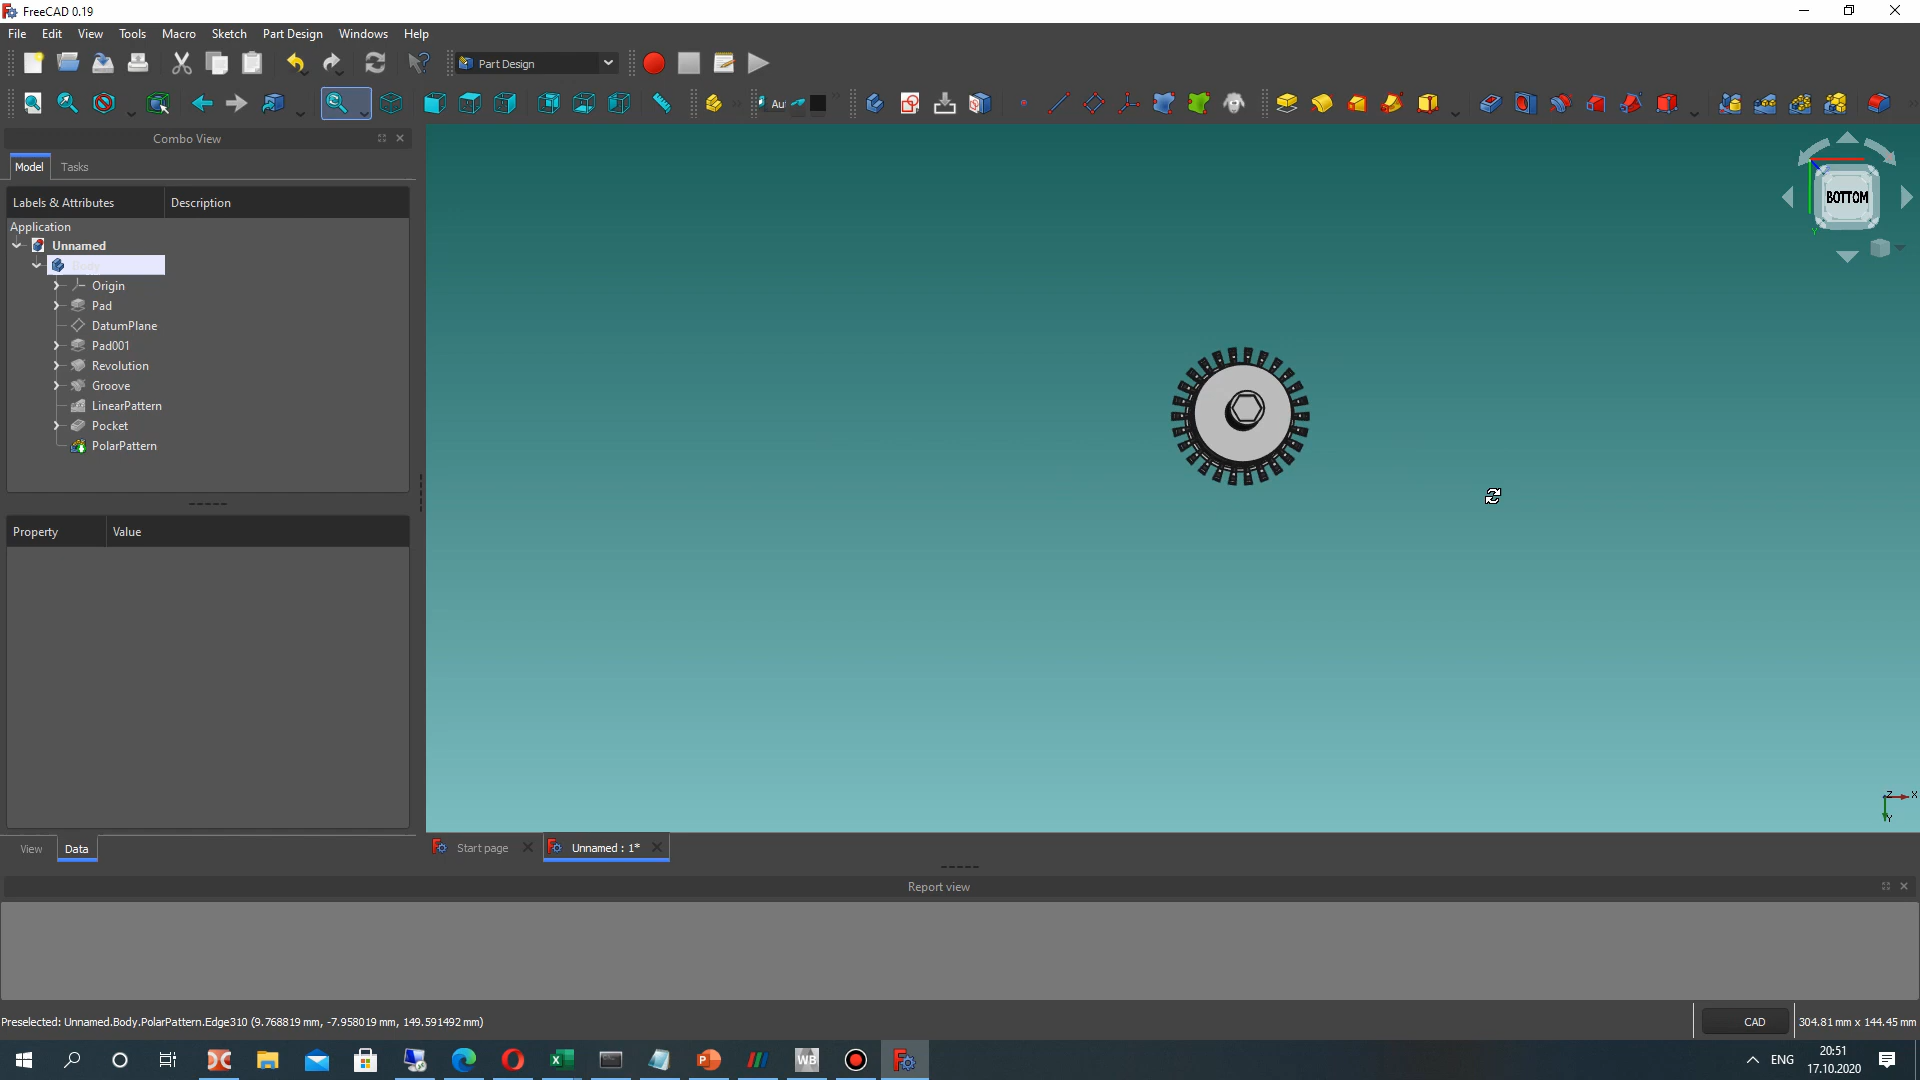 FreeCAD 0.19
File Edit View Tools Macro Sketch Part Design Windows Help
Part Design
Aut
Combo View
Model Tasks
Labels & Attributes Description
Application
Unnamed
Body
Origin
Pad
DatumPlane
Pad001
Revolution
Groove
LinearPattern
Pocket
PolarPattern
Property Value
View Data
BOTTOM
Y
Z X
Y
Start page Unnamed : 1*
Report view
Preselected: Unnamed.Body.PolarPattern.Edge310 (9.768819 mm, -7.958019 mm, 149.591492 mm)
CAD 304.81 mm x 144.45 mm
WB
ENG
20:51
17.10.2020